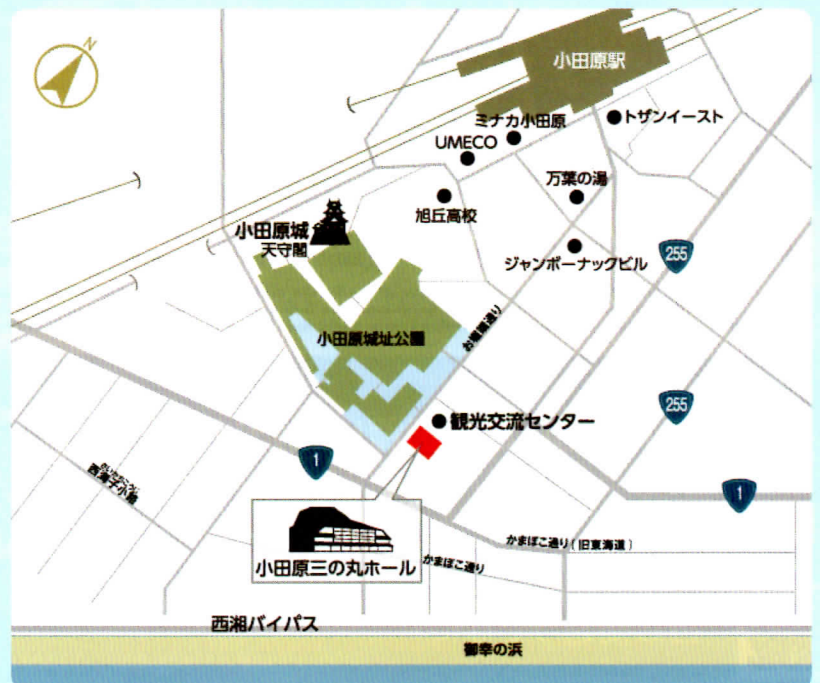 N
小田原駅
トザンイースト
ミナカ小田原
UMECO
万葉の湯
旭丘高校
小田原城
天守閣
ジャンボーナックビル
255
お堀端通り
小田原城址公園
255
観光交流センター
1
1
西海子小路
かまぼこ通り(旧東海道)
かまぼこ通り
小田原三の丸ホール
西湘バイパス
御幸の浜